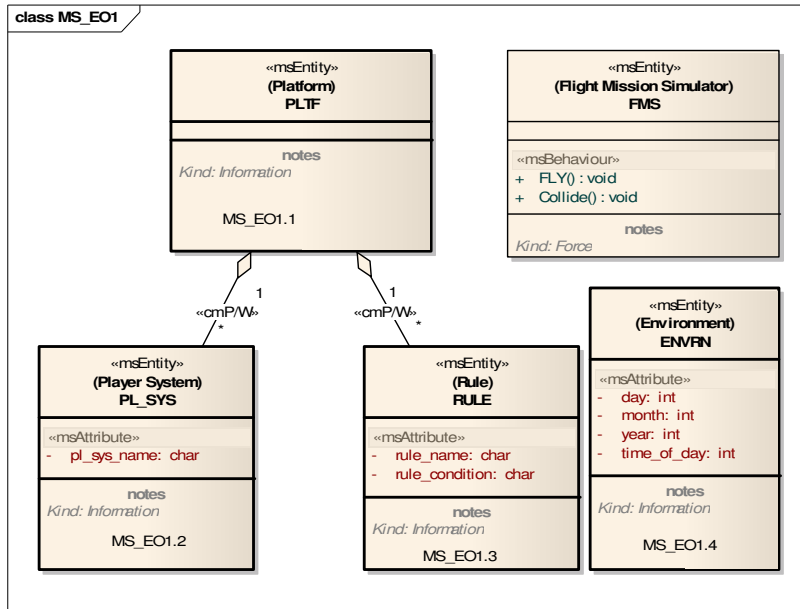 class MS_EO1
«msEntity»
(Platform)
PLTF
notes
Kind: Information
MS_EO1.1
«msEntity»
(Flight Mission Simulator)
FMS
«msBehaviour»
+ FLY() : void
+ Collide() : void
notes
Kind: Force
1
«cmP/W»
*
1
«cmP/W»
*
«msEntity»
(Player System)
PL_SYS
«msAttribute»
- pl_sys_name: char
notes
Kind: Information
MS_EO1.2
«msEntity»
(Rule)
RULE
«msAttribute»
- rule_name: char
- rule_condition: char
notes
Kind: Information
MS_EO1.3
«msEntity»
(Environment)
ENVRN
«msAttribute»
- day: int
- month: int
- year: int
- time_of_day: int
notes
Kind: Information
MS_EO1.4